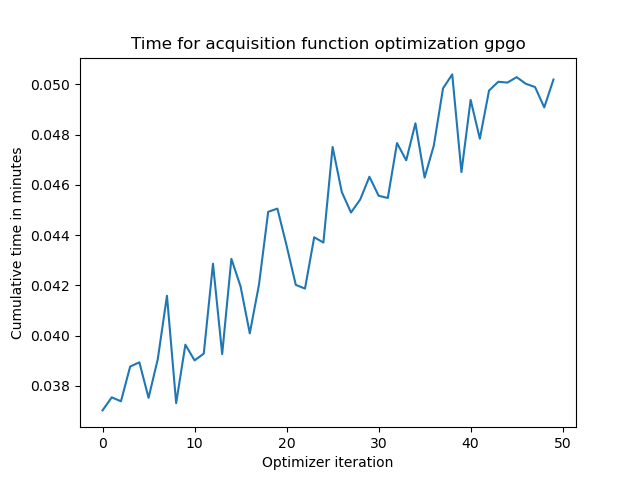 Time for acquisition function optimization gpgo
0.050
0.048
0.046
0.044
0.042
0.040
0.038
Cumulative time in minutes
0 10 20 30 40 50
Optimizer iteration